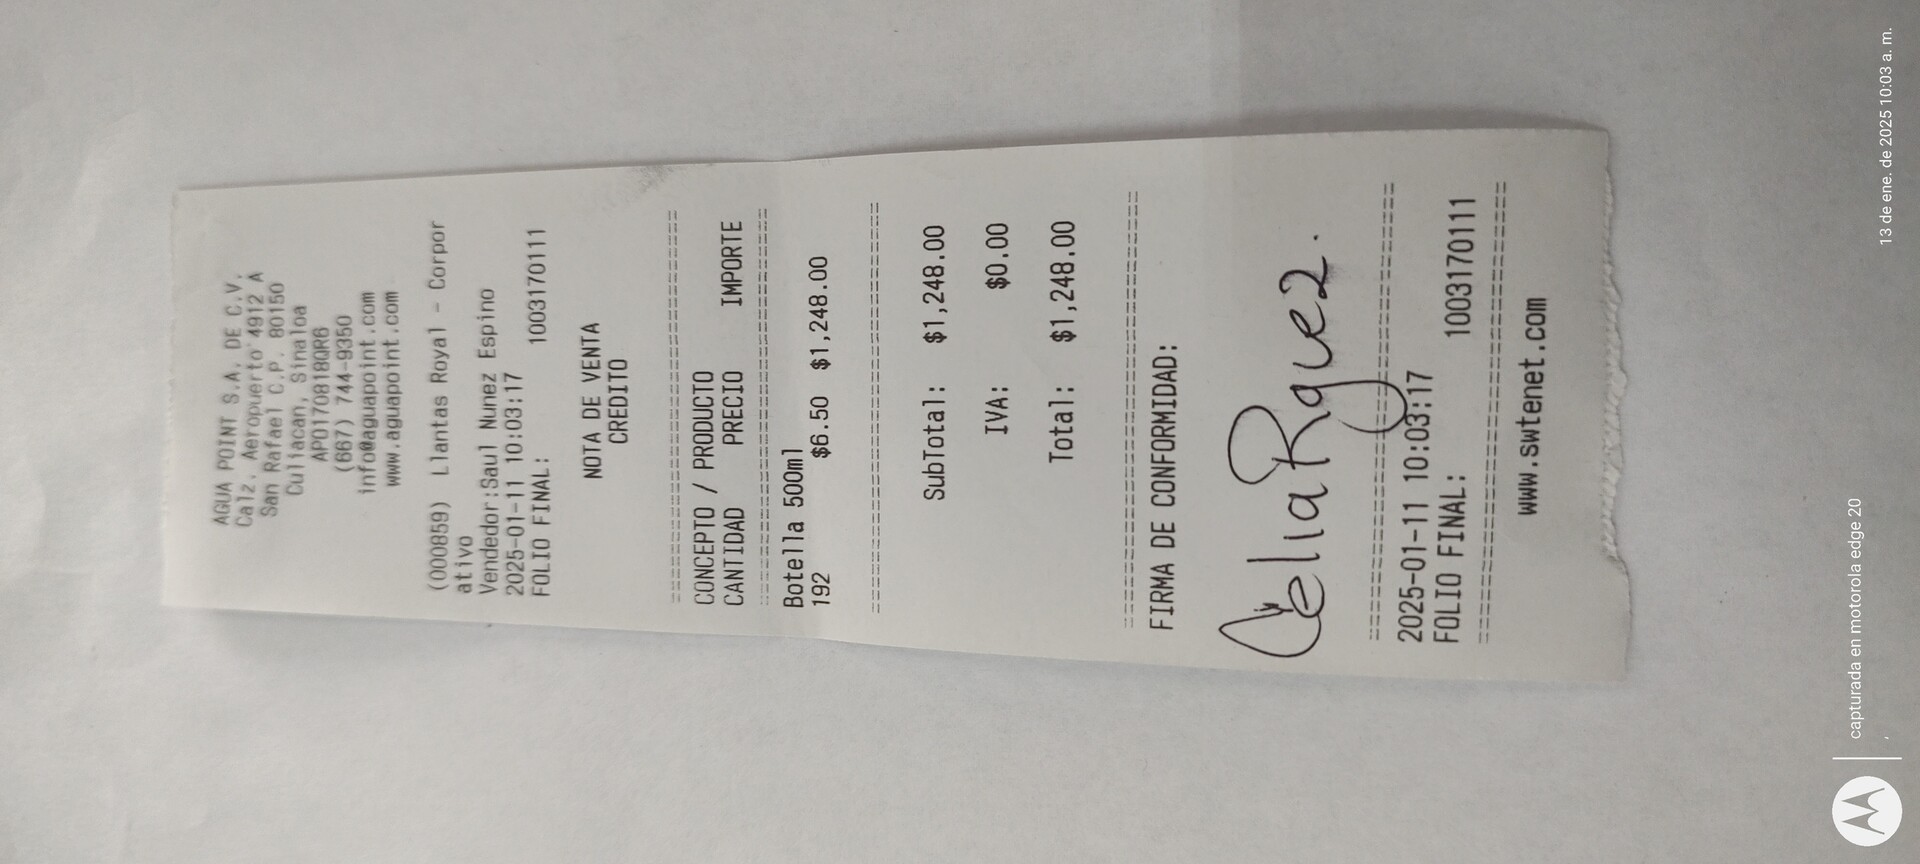 AGUA POINT S.A. DE C.V.
Calz. Aeropuerto 4912 A
San Rafael C.P. 80150
Culiacan, Sinaloa
APO170818QR6
(667) 744-9350
info@aguapoint.com
www.aguapoint.com
(000859) Llantas Royal - Corpor
ativo
Vendedor:Saul Nunez Espino
2025-01-11 10:03:17
FOLIO FINAL: 1003170111
NOTA DE VENTA
CREDITO
CONCEPTO / PRODUCTO
CANTIDAD PRECIO IMPORTE
Botella 500ml
192 $6.50 $1,248.00
SubTotal: $1,248.00
IVA: $0.00
Total: $1,248.00
FIRMA DE CONFORMIDAD:
Celia Rguez.
2025-01-11 10:03:17
FOLIO FINAL: 1003170111
www.swtenet.com
capturada en motorola edge 20
13 de ene. de 2025 10:03 a. m.